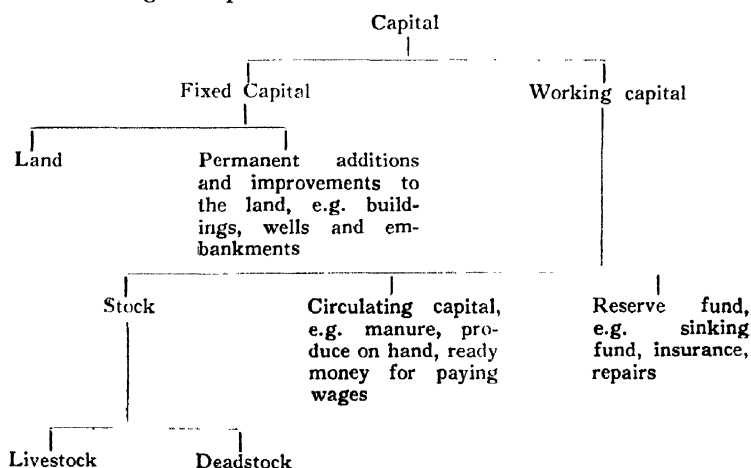 Capital
Fixed Capital
Working capital
Land
Permanent additions
and improvements to
the land, e.g. build-
ings, wells and em-
bankments
Stock
Circulating capital,
e.g. manure, pro-
duce on hand, ready
money for paying
wages
Reserve fund,
e.g. sinking
fund, insurance,
repairs
Livestock
Deadstock